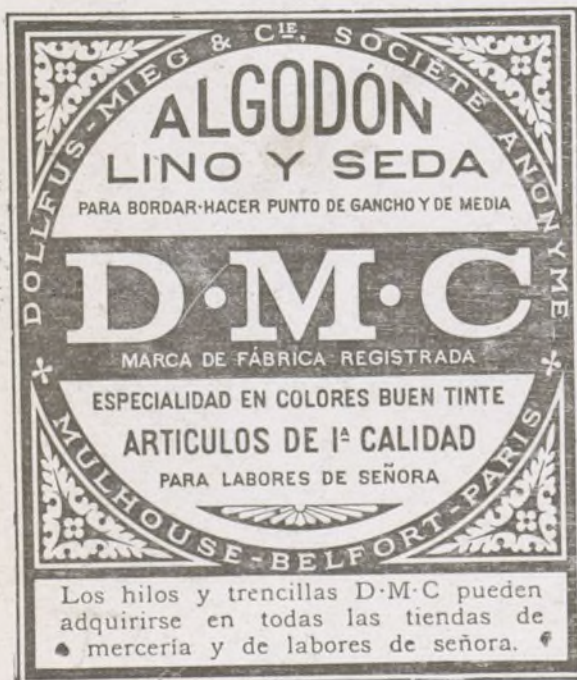 DOLLFUS-MIEG & CIE, SOCIÉTÉ ANONYME
ALGODÓN
LINO Y SEDA
PARA BORDAR·HACER PUNTO DE GANCHO Y DE MEDIA
D·M·C
MARCA DE FÁBRICA REGISTRADA
ESPECIALIDAD EN COLORES BUEN TINTE
ARTICULOS DE 1ª CALIDAD
PARA LABORES DE SEÑORA
MULHOUSE-BELFORT-PARIS
Los hilos y trencillas D·M·C pueden
adquirirse en todas las tiendas de
mercería y de labores de señora.